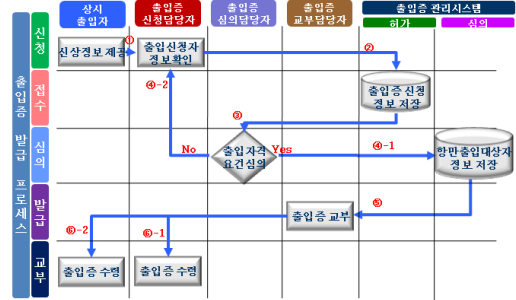 상시
출입자
출입증
신청담당자
출입증
심의담당자
출입증
교부담당자
출입증 관리시스템
허가
심의
출입증 발급 프로세스
신청
접수
심의
발급
교부
신상정보 제공
①
출입신청자
정보확인
②
출입증 신청
정보 저장
④-2
③
No
출입자격
요건심의
Yes
④-1
항만출입대상자
정보 저장
⑤
출입증 교부
⑥-2
⑥-1
출입증 수령
출입증 수령